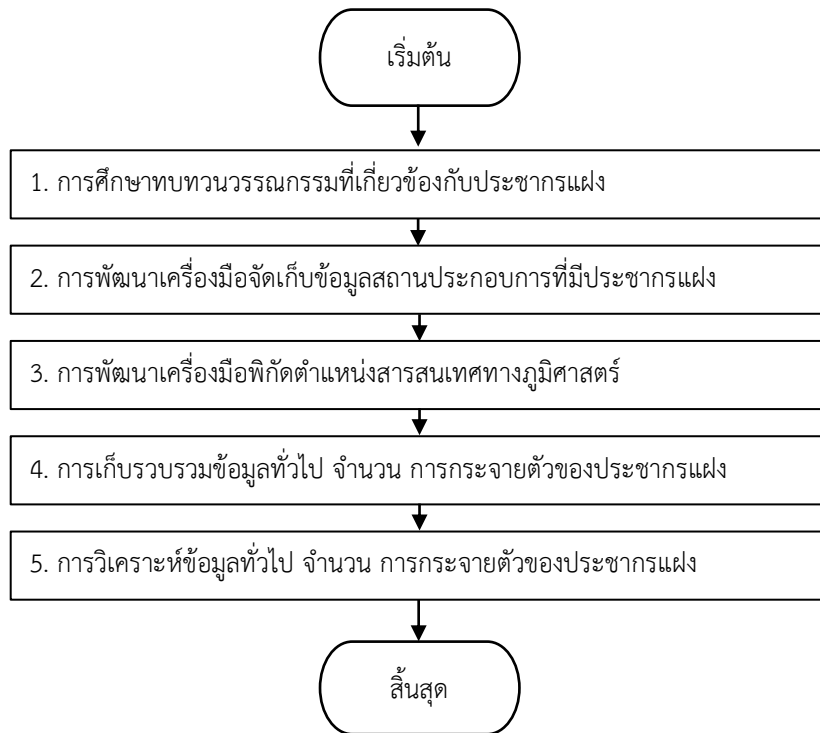 เริ่มต้น
1. การศึกษาทบทวนวรรณกรรมที่เกี่ยวข้องกับประชากรแฝง
2. การพัฒนาเครื่องมือจัดเก็บข้อมูลสถานประกอบการที่มีประชากรแฝง
3. การพัฒนาเครื่องมือพิกัดตำแหน่งสารสนเทศทางภูมิศาสตร์
4. การเก็บรวบรวมข้อมูลทั่วไป จำนวน การกระจายตัวของประชากรแฝง
5. การวิเคราะห์ข้อมูลทั่วไป จำนวน การกระจายตัวของประชากรแฝง
สิ้นสุด